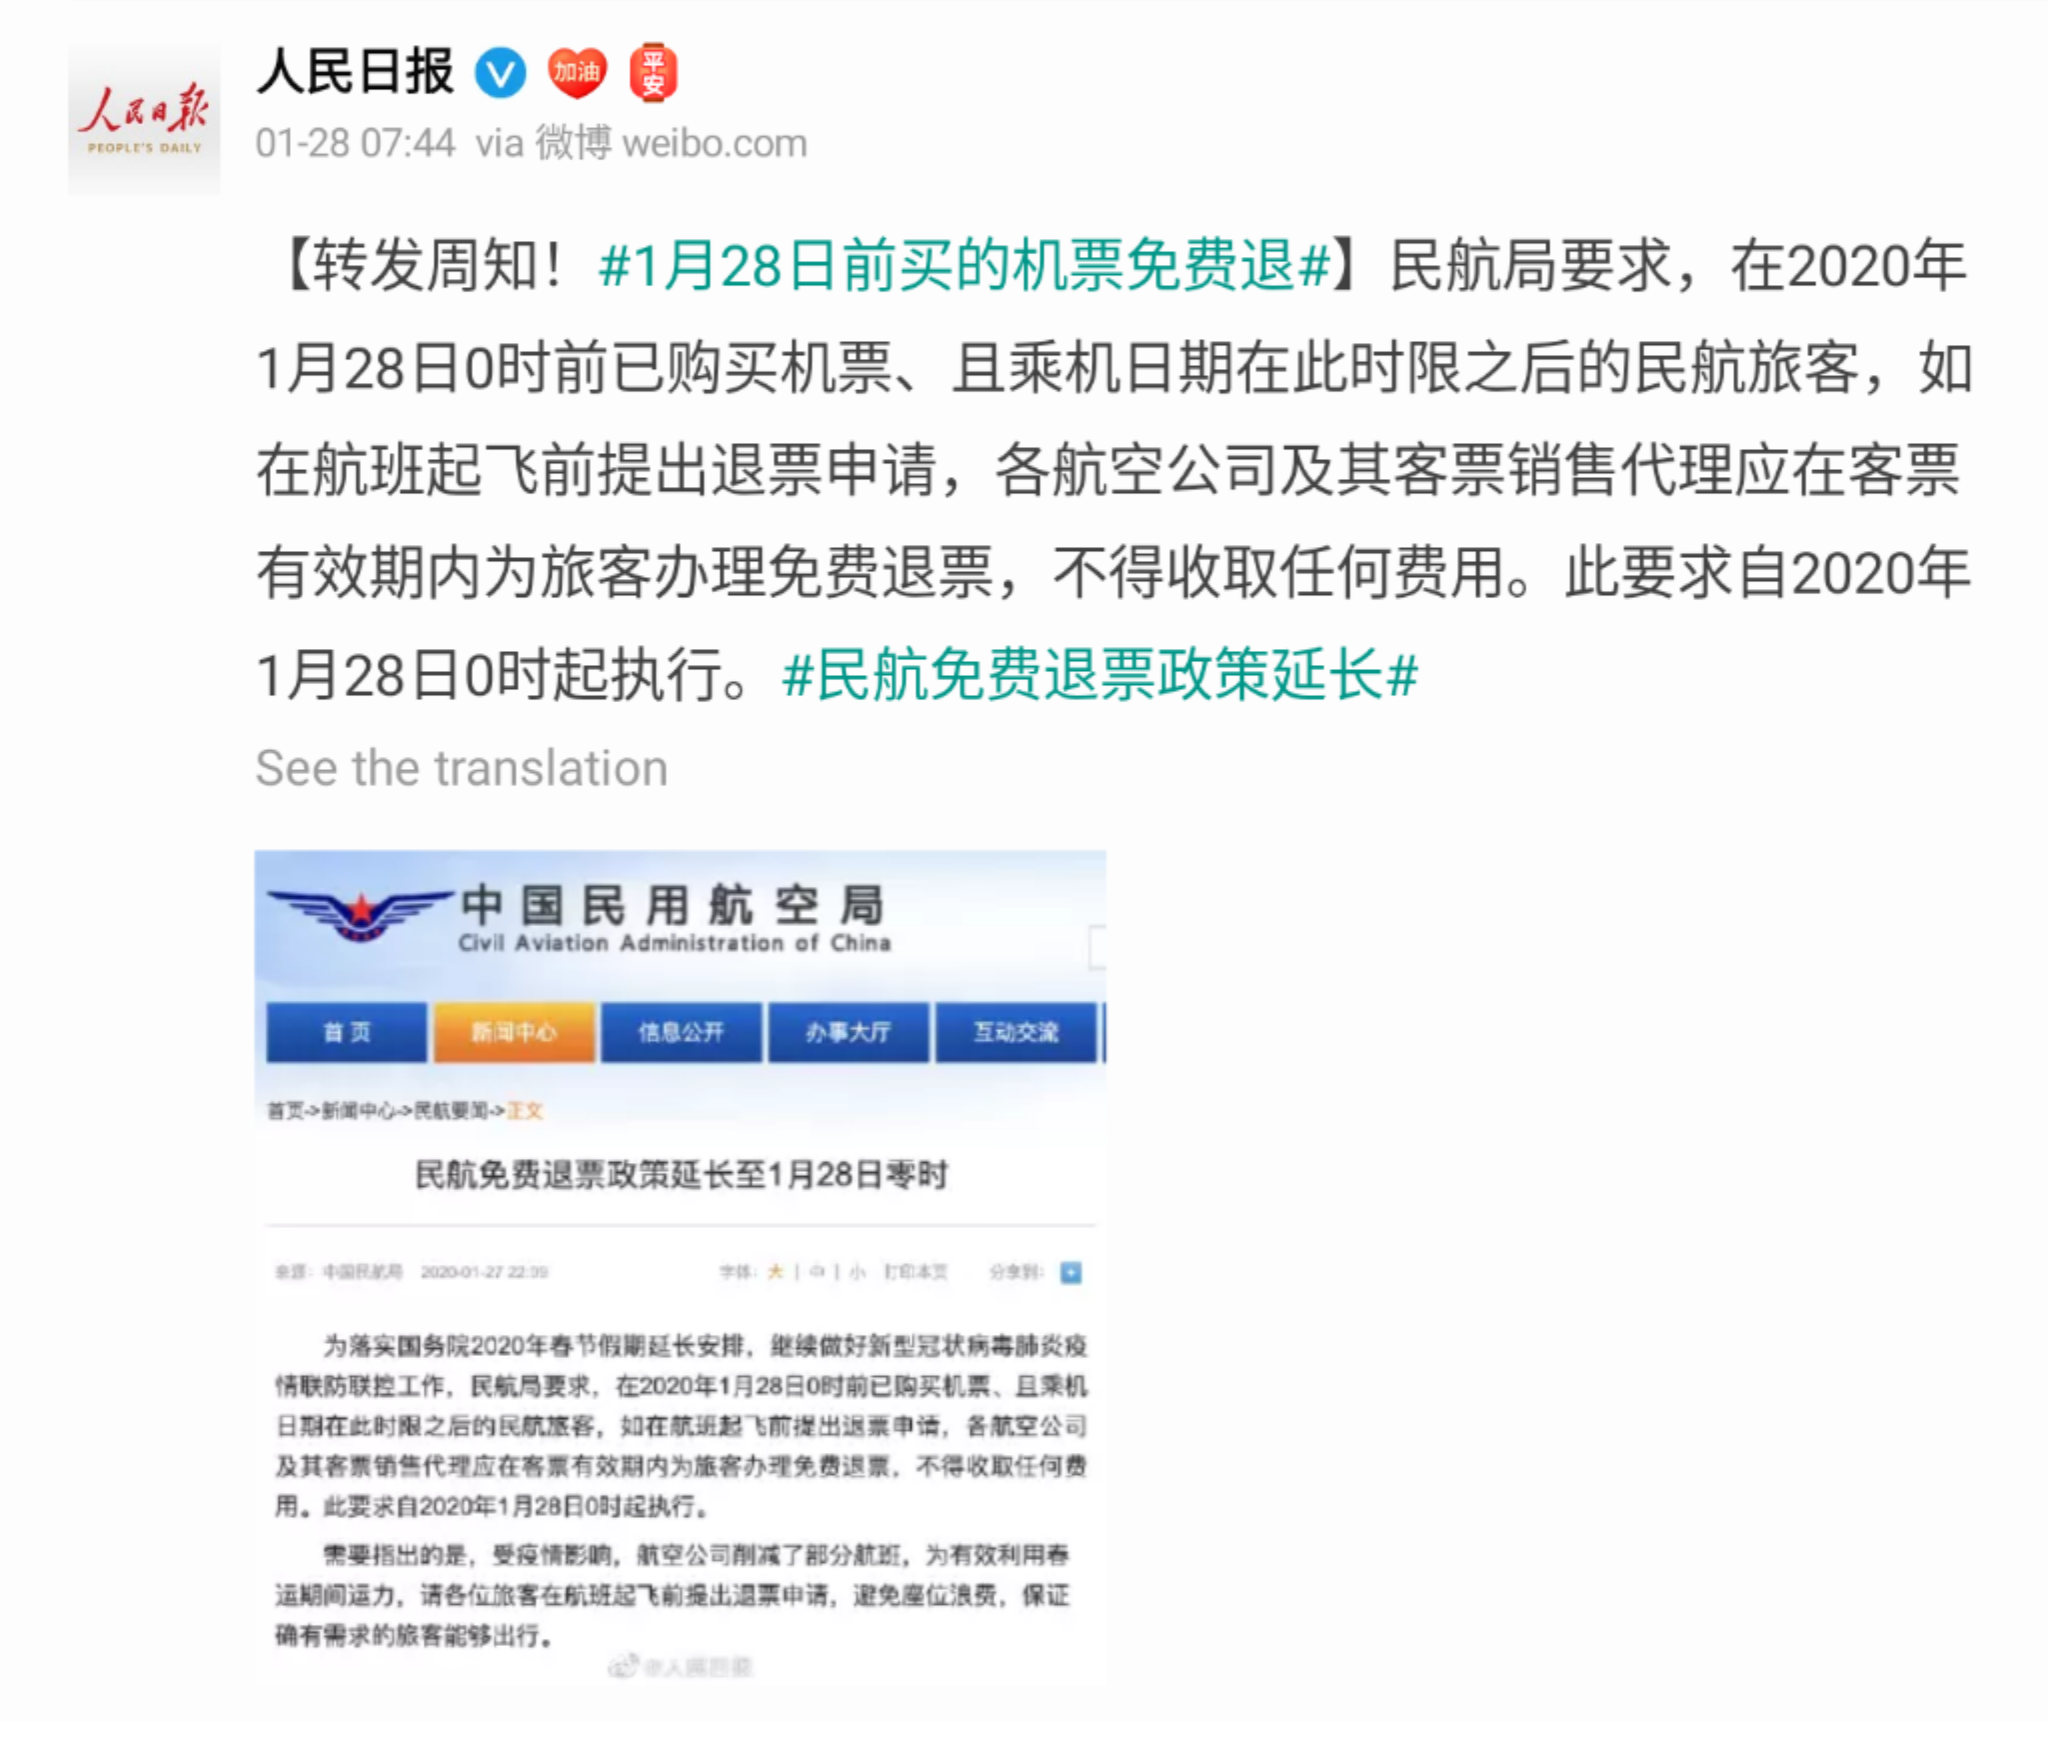 人民日报
加油
平安
人民日报
PEOPLE'S DAILY
01-28 07:44 via 微博 weibo.com
【转发周知！#1月28日前买的机票免费退#】民航局要求，在2020年
1月28日0时前已购买机票、且乘机日期在此时限之后的民航旅客，如
在航班起飞前提出退票申请，各航空公司及其客票销售代理应在客票
有效期内为旅客办理免费退票，不得收取任何费用。此要求自2020年
1月28日0时起执行。#民航免费退票政策延长#
See the translation
中国民用航空局
Civil Aviation Administration of China
首页 新闻中心 信息公开 办事大厅 互动交流
首页->新闻中心->民航要闻->正文
民航免费退票政策延长至1月28日零时
来源：中国民航局 2020-01-27 22:39 字体：大 | 中 | 小 打印本页 分享到：
为落实国务院2020年春节假期延长安排，继续做好新型冠状病毒肺炎疫
情联防联控工作，民航局要求，在2020年1月28日0时前已购买机票、且乘机
日期在此时限之后的民航旅客，如在航班起飞前提出退票申请，各航空公司
及其客票销售代理应在客票有效期内为旅客办理免费退票，不得收取任何费
用。此要求自2020年1月28日0时起执行。
需要指出的是，受疫情影响，航空公司削减了部分航班，为有效利用春
运期间运力，请各位旅客在航班起飞前提出退票申请，避免座位浪费，保证
确有需求的旅客能够出行。
@人民日报